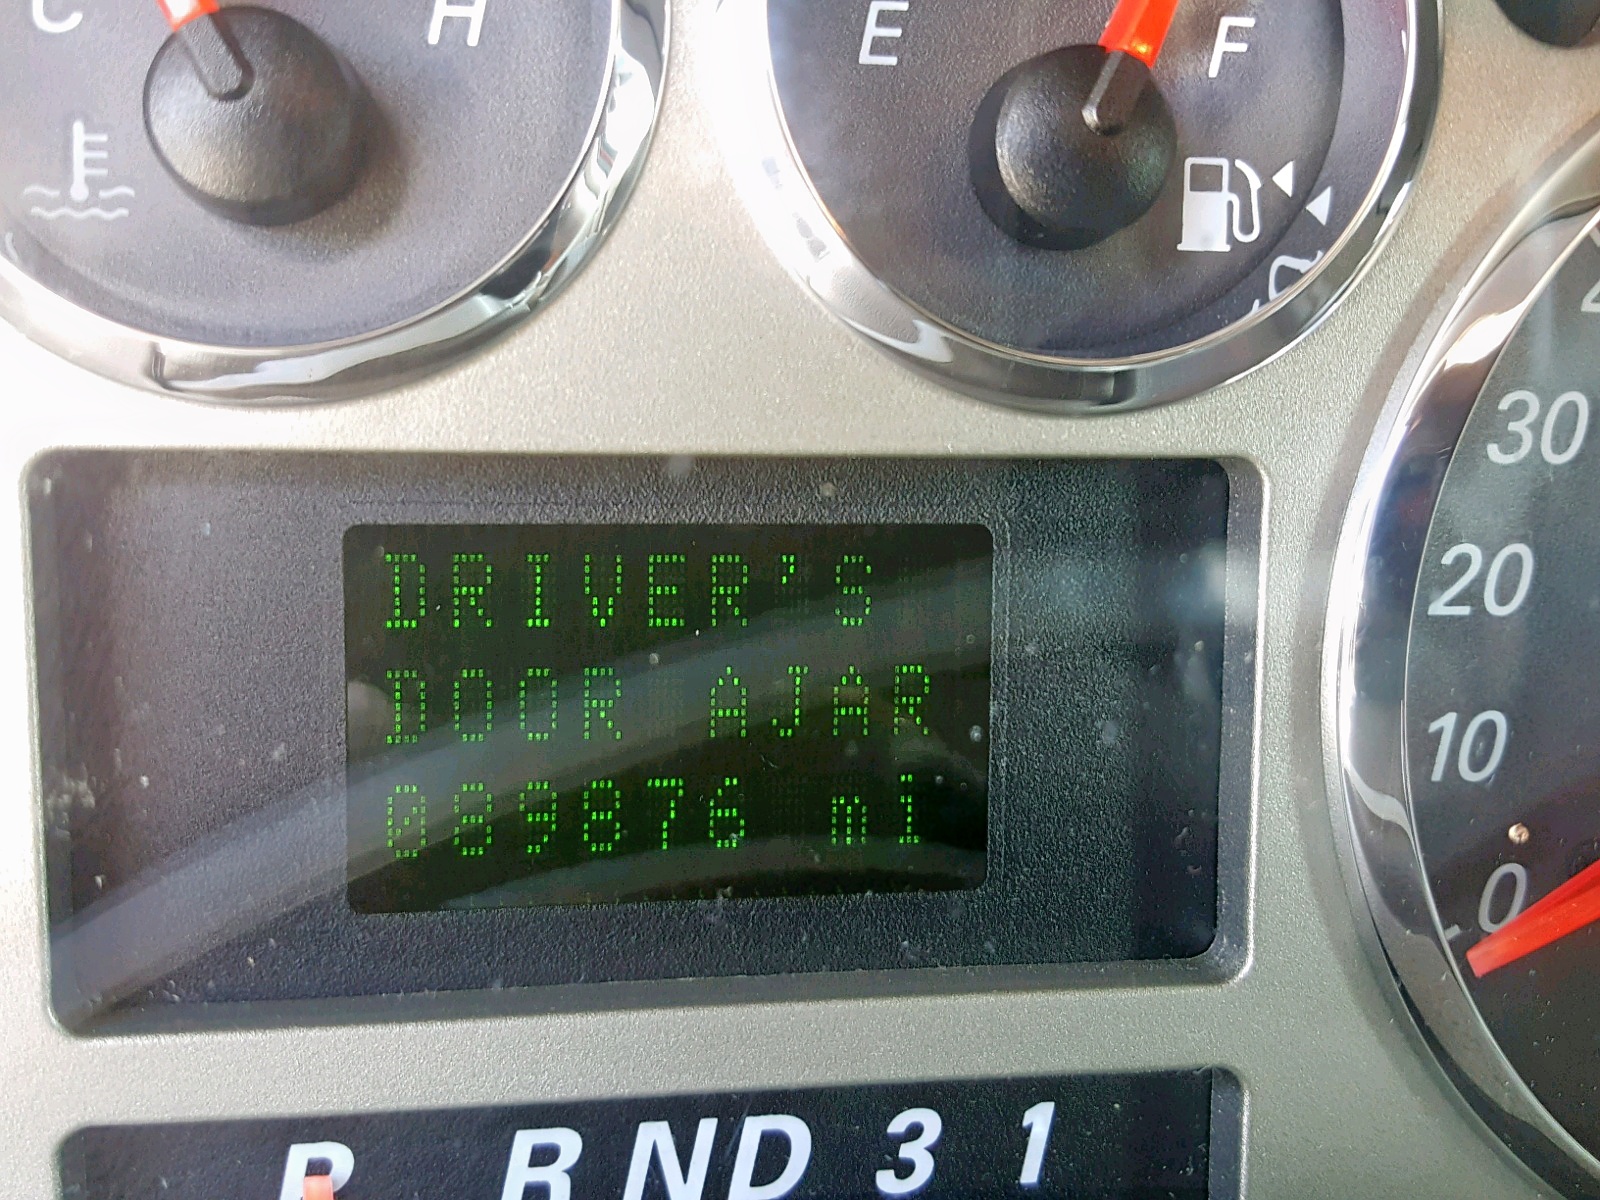 C H
E F
30
20
10
0
DRIVER'S
DOOR AJAR
089876 mi
P R N D 3 1